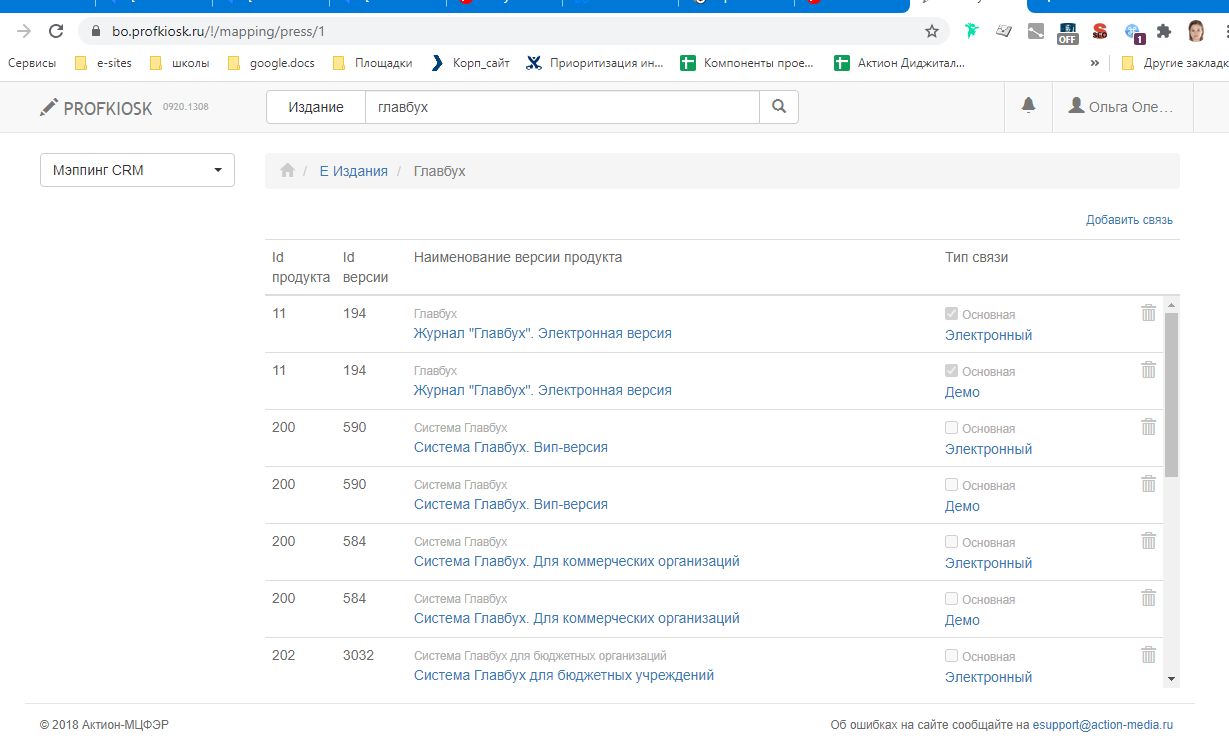 bo.profkiosk.ru/!/mapping/press/1
OFF
SEO
1
Сервисы e-sites школы google.docs Площадки Корп_сайт Приоритизация ин... Компоненты прое... Актион Диджитал... » Другие заклад
PROFKIOSK 0920.1308 Издание главбух Ольга Оле...
Мэппинг CRM / Е Издания / Главбух
Добавить связь
Id продукта Id версии Наименование версии продукта Тип связи
11 194 Главбух Основная
Журнал "Главбух". Электронная версия Электронный
11 194 Главбух Основная
Журнал "Главбух". Электронная версия Демо
200 590 Система Главбух Основная
Система Главбух. Вип-версия Электронный
200 590 Система Главбух Основная
Система Главбух. Вип-версия Демо
200 584 Система Главбух Основная
Система Главбух. Для коммерческих организаций Электронный
200 584 Система Главбух Основная
Система Главбух. Для коммерческих организаций Демо
202 3032 Система Главбух для бюджетных организаций Основная
Система Главбух для бюджетных учреждений Электронный
© 2018 Актион-МЦФЭР Об ошибках на сайте сообщайте на esupport@action-media.ru